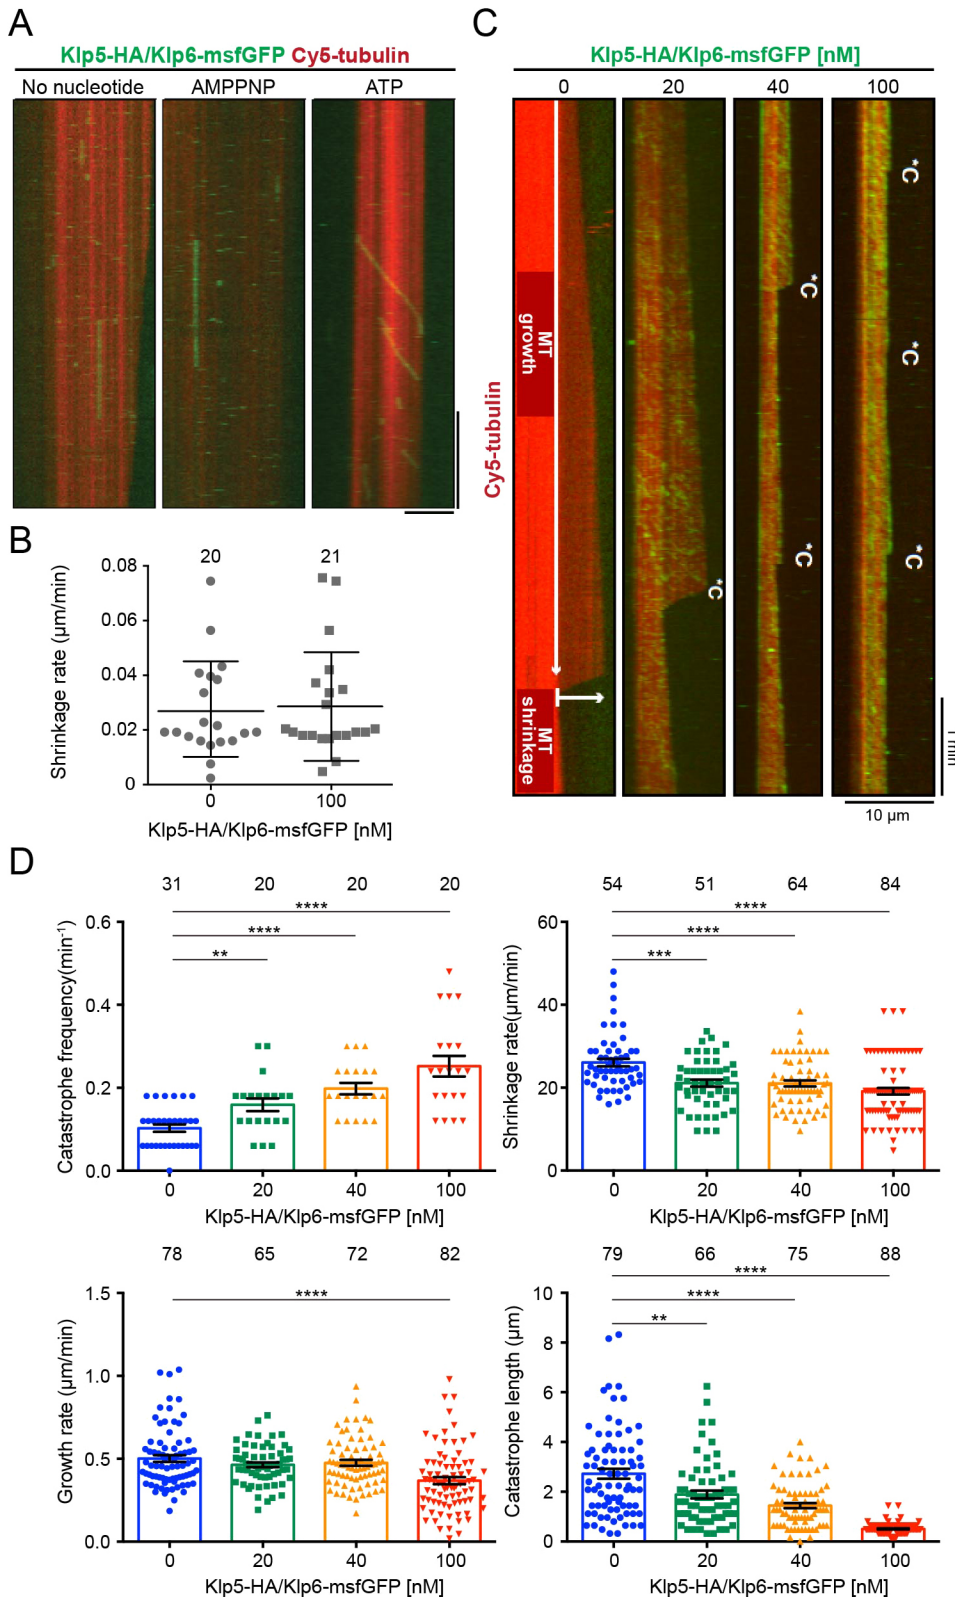 A
Klp5-HA/Klp6-msfGFP Cy5-tubulin
No nucleotide AMPPNP ATP
B
20 21
Shrinkage rate (µm/min)
0.08
0.06
0.04
0.02
0
0 100
Klp5-HA/Klp6-msfGFP [nM]
C
Klp5-HA/Klp6-msfGFP [nM]
0 20 40 100
Cy5-tubulin
MT growth
MT shrinkage
*C
*C
*C
*C
*C
*C
1 min
10 µm
D
31 20 20 20
****
****
**
Catastrophe frequency(min-1)
0.6
0.4
0.2
0.0
0 20 40 100
Klp5-HA/Klp6-msfGFP [nM]
54 51 64 84
****
****
***
Shrinkage rate(µm/min)
60
40
20
0
0 20 40 100
Klp5-HA/Klp6-msfGFP [nM]
78 65 72 82
****
Growth rate (µm/min)
1.5
1.0
0.5
0.0
0 20 40 100
Klp5-HA/Klp6-msfGFP [nM]
79 66 75 88
****
****
**
Catastrophe length (µm)
10
8
6
4
2
0
0 20 40 100
Klp5-HA/Klp6-msfGFP [nM]